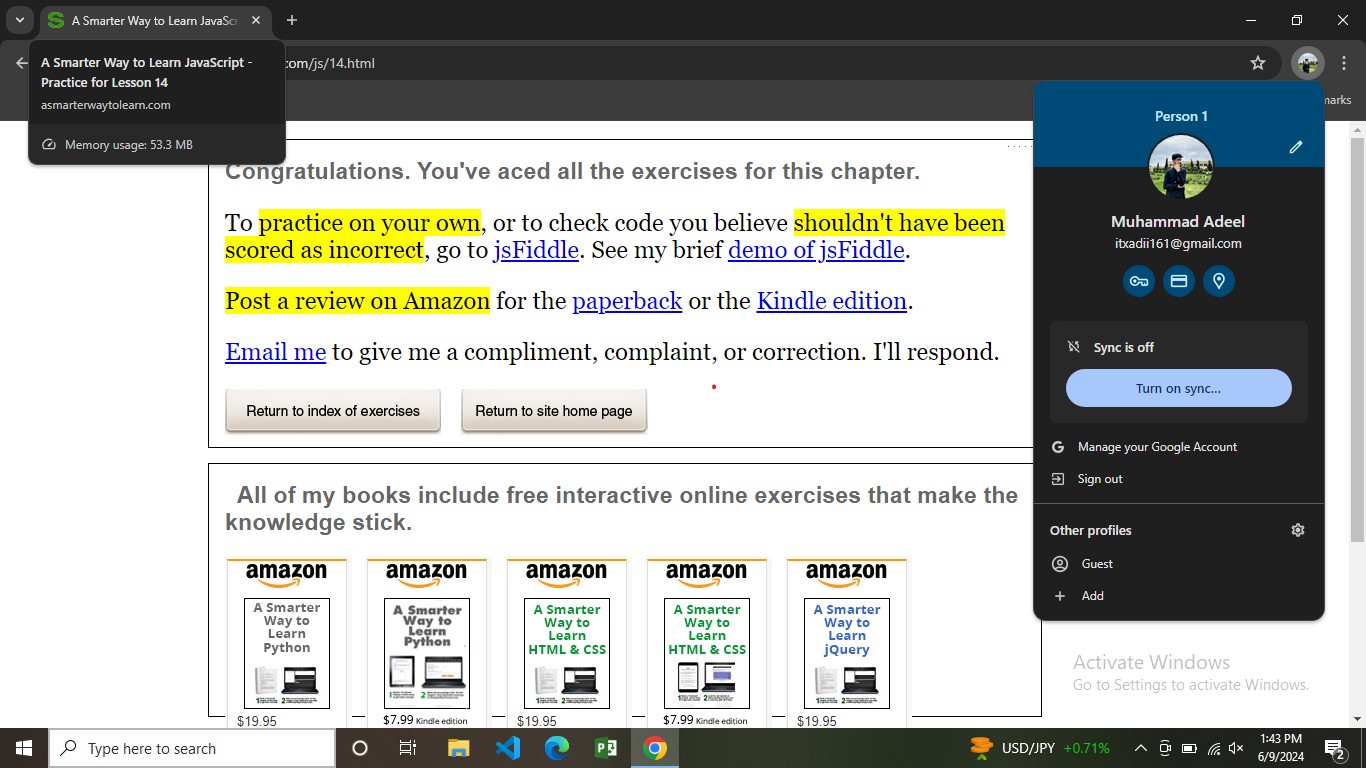 A Smarter Way to Learn JavaSc
A Smarter Way to Learn JavaScript -
Practice for Lesson 14
asmarterwaytolearn.com
Memory usage: 53.3 MB
com/js/14.html
marks
Congratulations. You've aced all the exercises for this chapter.
To practice on your own, or to check code you believe shouldn't have been
scored as incorrect, go to jsFiddle. See my brief demo of jsFiddle.
Post a review on Amazon for the paperback or the Kindle edition.
Email me to give me a compliment, complaint, or correction. I'll respond.
Return to index of exercises
Return to site home page
All of my books include free interactive online exercises that make the
knowledge stick.
amazon
A Smarter
Way to
Learn
Python
$19.95
amazon
A Smarter
Way to
Learn
Python
$7.99 Kindle edition
amazon
A Smarter
Way to
Learn
HTML & CSS
$19.95
amazon
A Smarter
Way to
Learn
HTML & CSS
$7.99 Kindle edition
amazon
A Smarter
Way to
Learn
jQuery
$19.95
Person 1
Muhammad Adeel
itxadii161@gmail.com
Sync is off
Turn on sync...
Manage your Google Account
Sign out
Other profiles
Guest
Add
Activate Windows
Go to Settings to activate Windows.
Type here to search
USD/JPY +0.71%
1:43 PM
6/9/2024
2